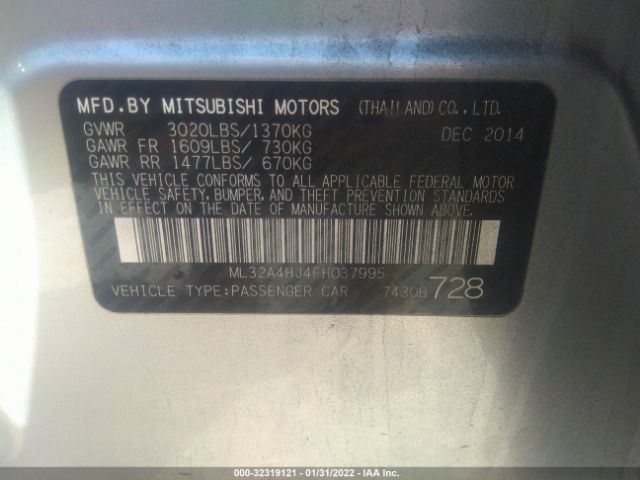 MFD.BY MITSUBISHI MOTORS (THAILAND) CO., LTD.
GVWR 3020LBS/1370KG DEC 2014
GAWR FR 1609LBS/ 730KG
GAWR RR 1477LBS/ 670KG
THIS VEHICLE CONFORMS TO ALL APPLICABLE FEDERAL MOTOR
VEHICLE SAFETY, BUMPER, AND THEFT PREVENTION STANDARDS
IN EFFECT ON THE DATE OF MANUFACTURE SHOWN ABOVE.
ML32A4HJ4FH037995
VEHICLE TYPE:PASSENGER CAR 7430B 728
000-32319121 - 01/31/2022 - IAA Inc.